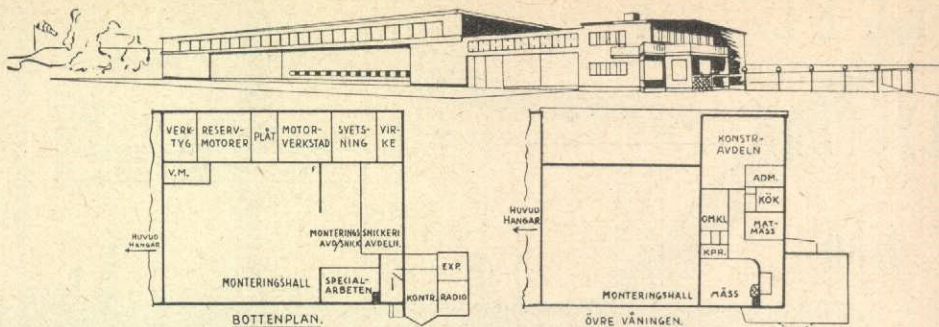 VERK-
TYG
RESERV-
MOTORER
PLÅT
MOTOR-
VERKSTAD
SVETS-
NING
VIR-
KE
V.M.
HUVUD
HANGAR
MONTERINGS
AVD/SNICK
SNICKERI
AVDELN.
MONTERINGSHALL
SPECIAL-
ARBETEN
EXP.
KONTR.
RADIO
BOTTENPLAN.
KONSTR-
AVDELN
ADM.
KÖK
MAT-
MÄSS
OMKL
KPR.
HUVUD
HANGAR
MONTERINGSHALL
MÄSS
ÖVRE VÅNINGEN.